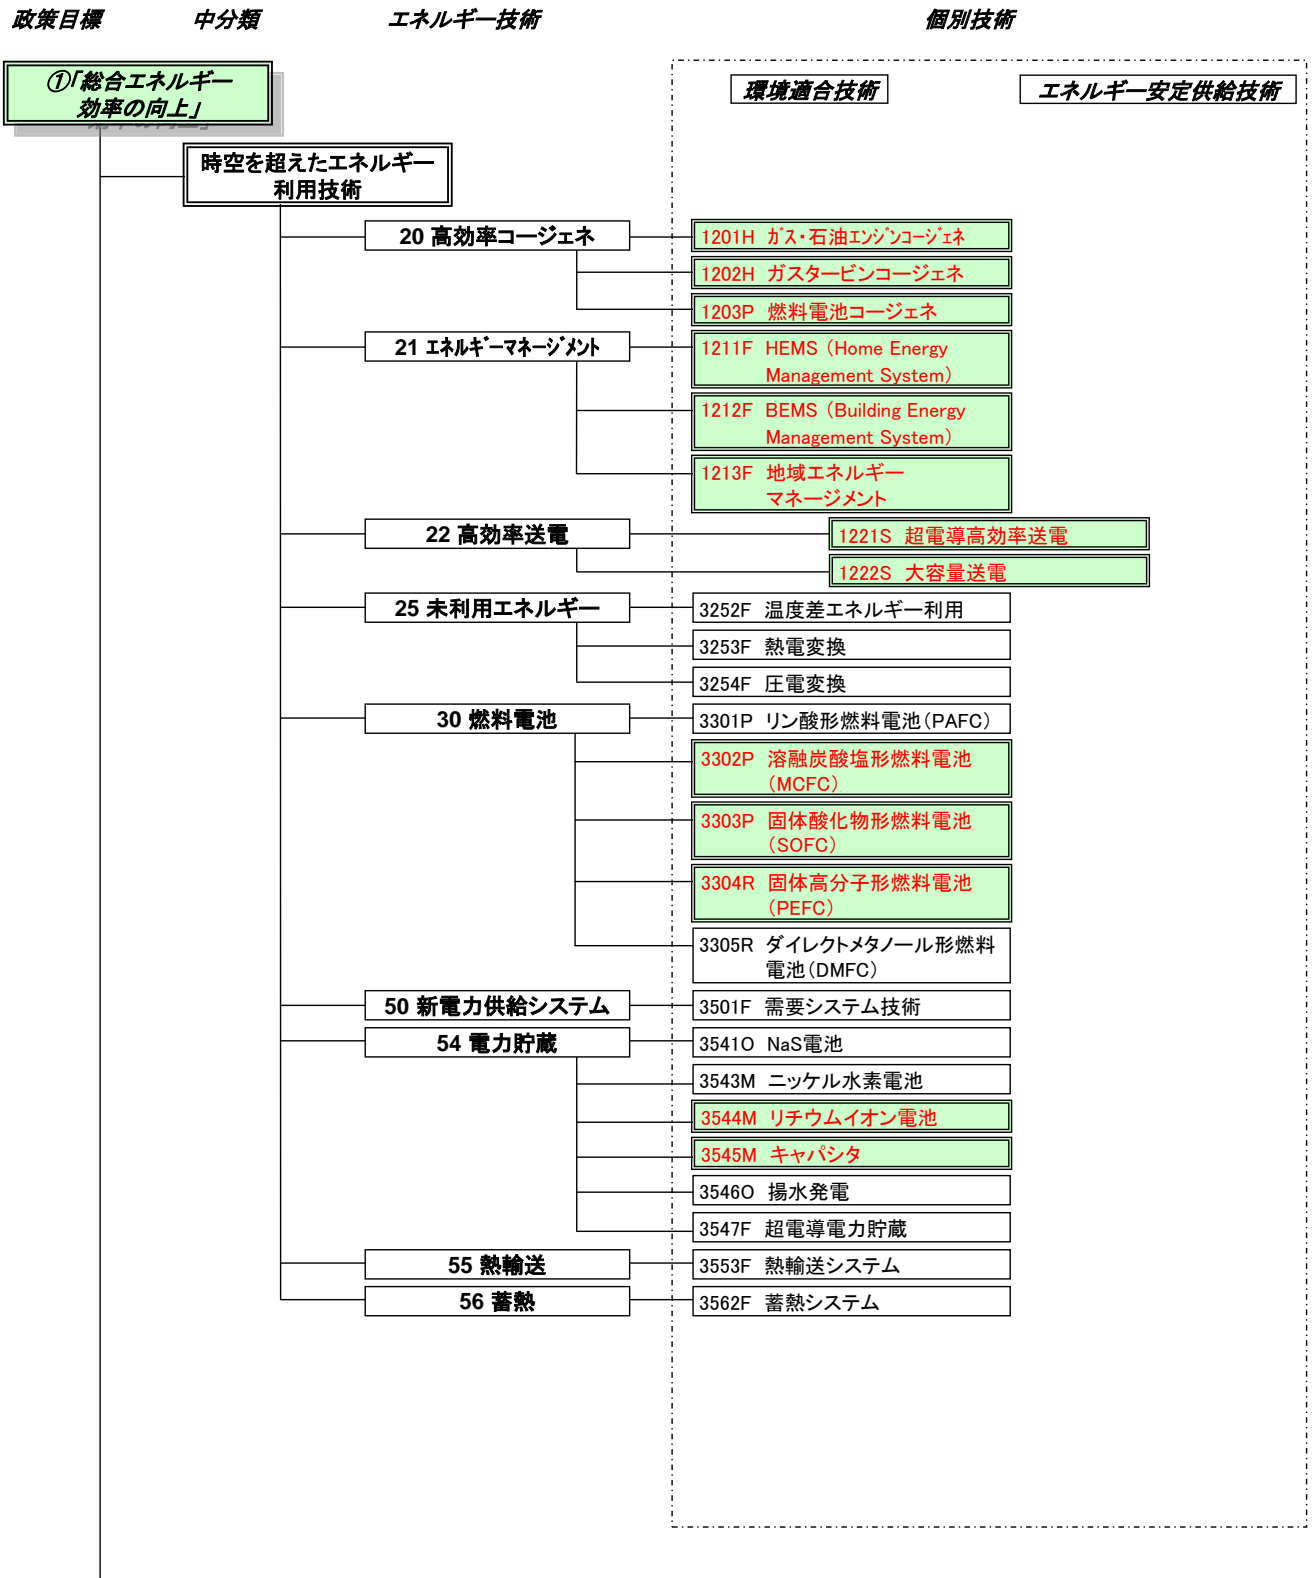 政策目標 中分類 エネルギー技術 個別技術
①「総合エネルギー
効率の向上」
環境適合技術 エネルギー安定供給技術
時空を超えたエネルギー
利用技術
20 高効率コージェネ
1201H ガス・石油エンジンコージェネ
1202H ガスタービンコージェネ
1203P 燃料電池コージェネ
21 エネルギーマネージメント
1211F HEMS (Home Energy
Management System)
1212F BEMS (Building Energy
Management System)
1213F 地域エネルギー
マネージメント
22 高効率送電
1221S 超電導高効率送電
1222S 大容量送電
25 未利用エネルギー
3252F 温度差エネルギー利用
3253F 熱電変換
3254F 圧電変換
30 燃料電池
3301P リン酸形燃料電池(PAFC)
3302P 溶融炭酸塩形燃料電池
(MCFC)
3303P 固体酸化物形燃料電池
(SOFC)
3304R 固体高分子形燃料電池
(PEFC)
3305R ダイレクトメタノール形燃料
電池(DMFC)
50 新電力供給システム
3501F 需要システム技術
54 電力貯蔵
3541O NaS電池
3543M ニッケル水素電池
3544M リチウムイオン電池
3545M キャパシタ
3546O 揚水発電
3547F 超電導電力貯蔵
55 熱輸送
3553F 熱輸送システム
56 蓄熱
3562F 蓄熱システム